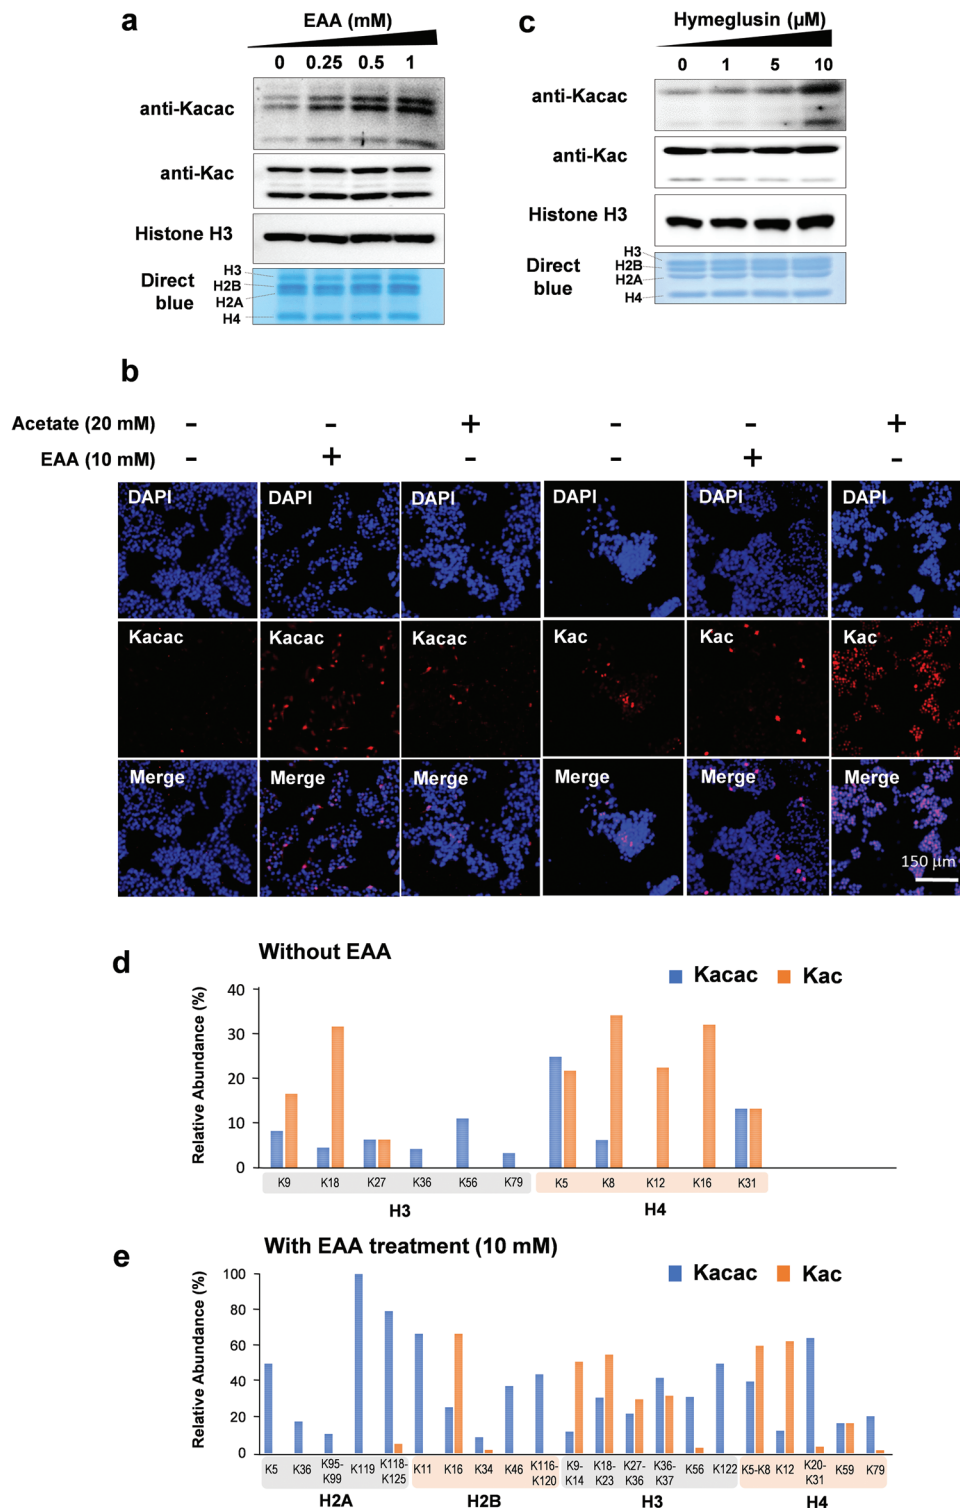 a
EAA (mM)
0 0.25 0.5 1
anti-Kacac
anti-Kac
Histone H3
Direct blue
H3
H2B
H2A
H4
c
Hymeglusin (µM)
0 1 5 10
anti-Kacac
anti-Kac
Histone H3
Direct blue
H3
H2B
H2A
H4
b
Acetate (20 mM) - - + - - +
EAA (10 mM) - + - - + -
DAPI DAPI DAPI DAPI DAPI DAPI
Kacac Kacac Kacac Kac Kac Kac
Merge Merge Merge Merge Merge Merge
150 µm
d
Without EAA
Kacac Kac
Relative Abundance (%)
40
30
20
10
0
K9 K18 K27 K36 K56 K79 K5 K8 K12 K16 K31
H3 H4
e
With EAA treatment (10 mM)
Kacac Kac
Relative Abundance (%)
100
80
60
40
20
0
K5 K36 K95-K99 K119 K118-K125 K11 K16 K34 K46 K116-K120 K9-K14 K18-K23 K27-K36 K36-K37 K56 K122 K5-K8 K12 K20-K31 K59 K79
H2A H2B H3 H4